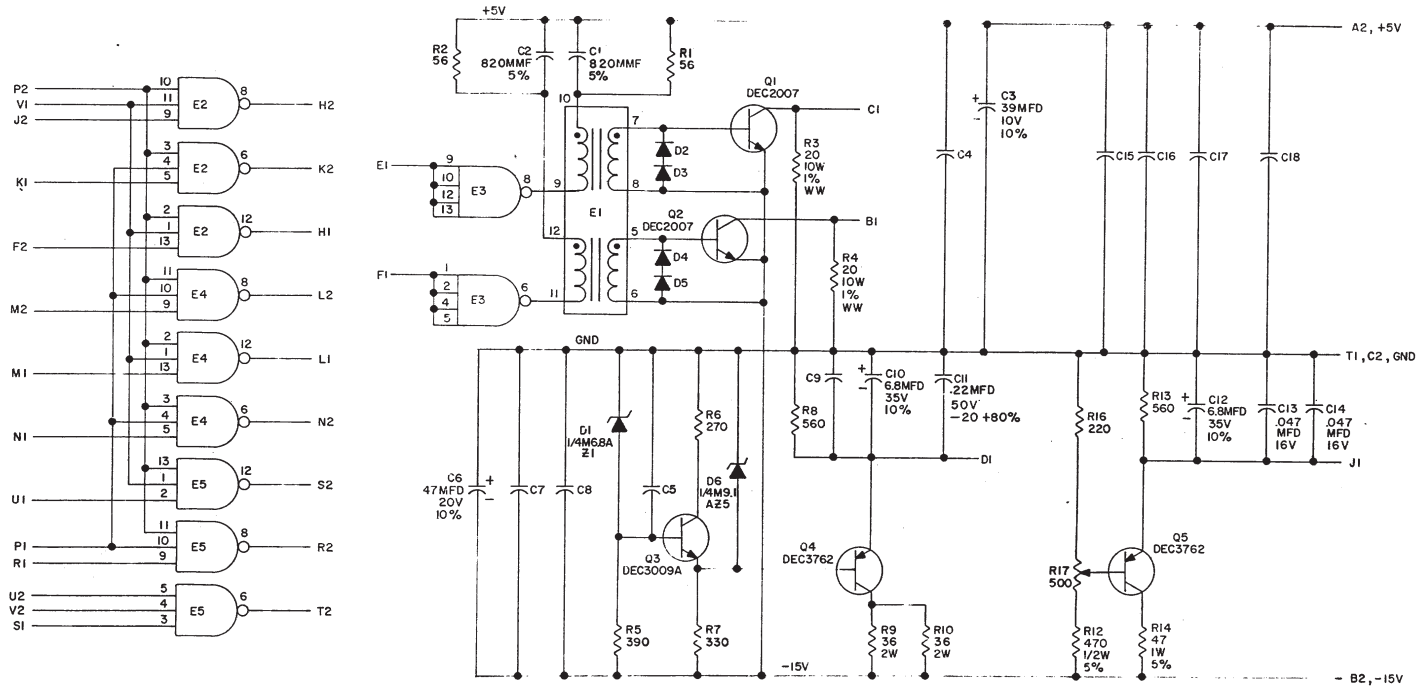 P2
V1
J2
10
11
9
E2
8
H2
K1
3
4
5
E2
6
K2
F2
2
1
13
E2
12
H1
M2
11
10
9
E4
8
L2
M1
2
1
13
E4
12
L1
N1
3
4
5
E4
6
N2
U1
13
1
2
E5
12
S2
P1
R1
11
10
9
E5
8
R2
U2
V2
S1
5
4
3
E5
6
T2
+5V
R2
56
C2
820MMF
5%
C1
820MMF
5%
R1
56
E1
9
10
12
13
E3
8
F1
1
2
4
5
E3
6
10
9
12
11
E1
7
8
5
6
D2
D3
D4
D5
Q1
DEC2007
Q2
DEC2007
C1
B1
R3
20
10W
1%
WW
R4
20
10W
1%
WW
C4
+
-
C3
39MFD
10V
10%
C15
C16
C17
C18
A2, +5V
GND
T1, C2, GND
C6
47MFD
20V
10%
+
-
C7
C8
D1
1/4M6.8A
Z1
C5
R6
270
D6
1/4M9.1
AZ5
Q3
DEC3009A
R5
390
R7
330
R8
560
C9
+
-
C10
6.8MFD
35V
10%
C11
.22MFD
50V
-20 +80%
D1
Q4
DEC3762
R9
36
2W
R10
36
2W
R16
220
R13
560
+
-
C12
6.8MFD
35V
10%
C13
.047
MFD
16V
C14
.047
MFD
16V
J1
Q5
DEC3762
R17
500
R12
470
1/2W
5%
R14
47
1W
5%
-15V
B2, -15V